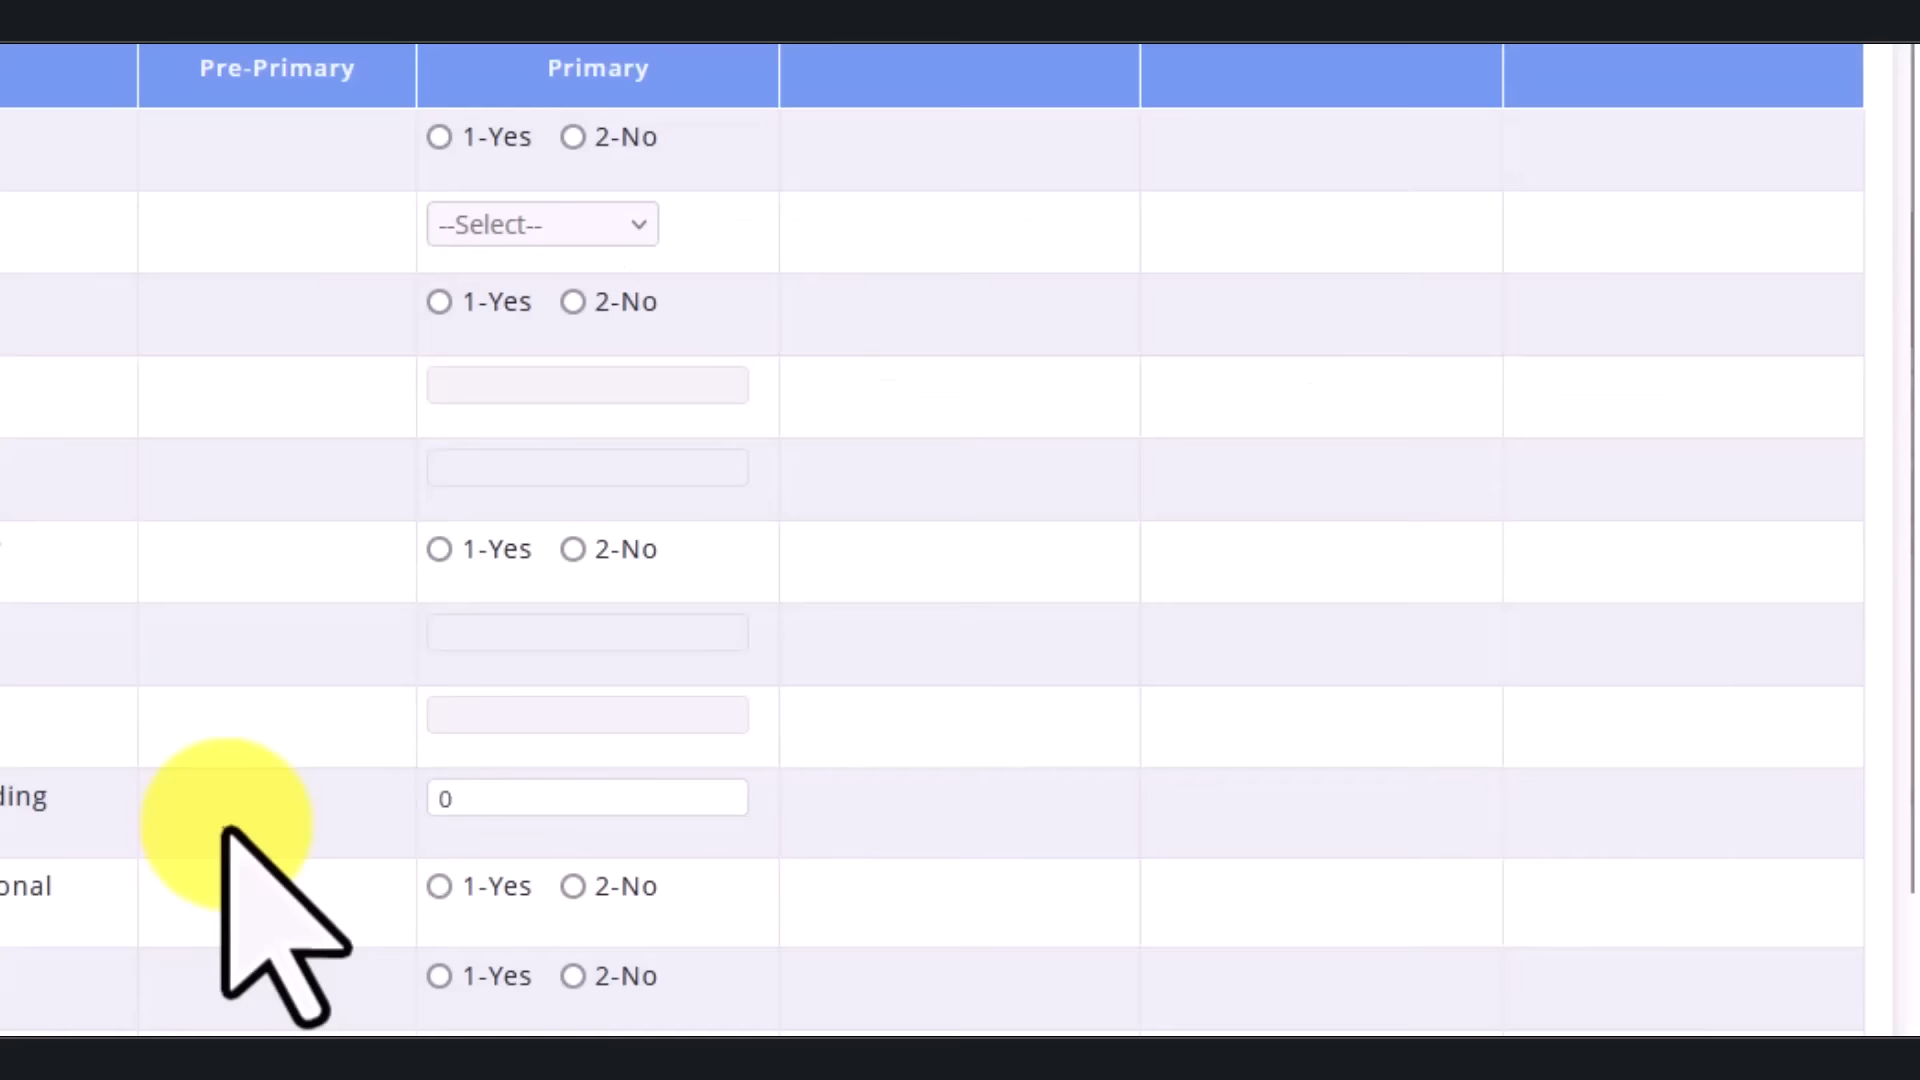 Pre-Primary Primary
1-Yes 2-No
--Select--
1-Yes 2-No
1-Yes 2-No
ding 0
onal 1-Yes 2-No
1-Yes 2-No